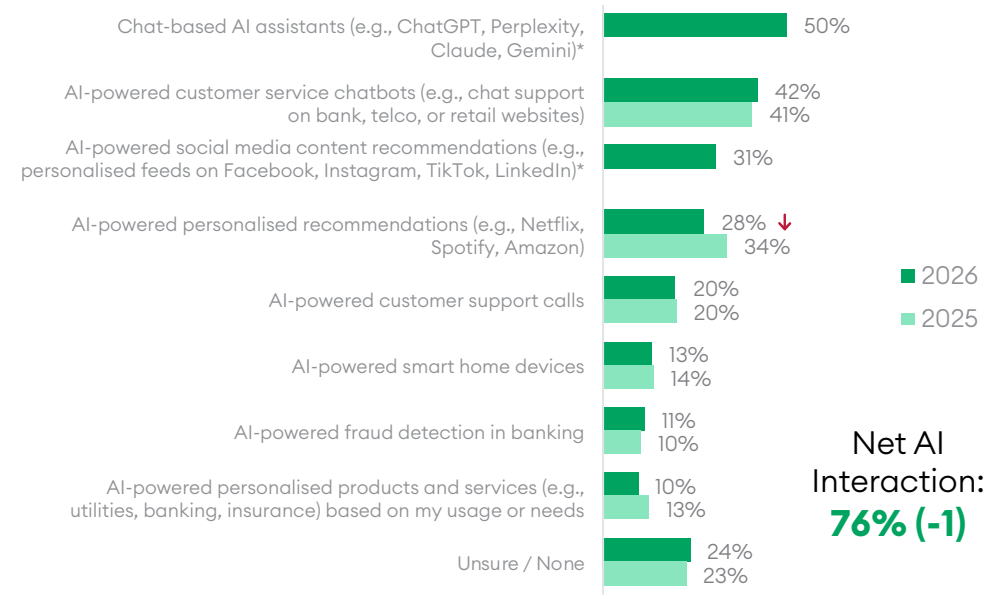 Chat-based AI assistants (e.g., ChatGPT, Perplexity,
Claude, Gemini)*
50%
AI-powered customer service chatbots (e.g., chat support
on bank, telco, or retail websites)
42%
41%
AI-powered social media content recommendations (e.g.,
personalised feeds on Facebook, Instagram, TikTok, LinkedIn)*
31%
AI-powered personalised recommendations (e.g., Netflix,
Spotify, Amazon)
28% ↓
34%
AI-powered customer support calls
20%
20%
AI-powered smart home devices
13%
14%
AI-powered fraud detection in banking
11%
10%
AI-powered personalised products and services (e.g.,
utilities, banking, insurance) based on my usage or needs
10%
13%
Unsure / None
24%
23%
2026
2025
Net AI
Interaction:
76% (-1)